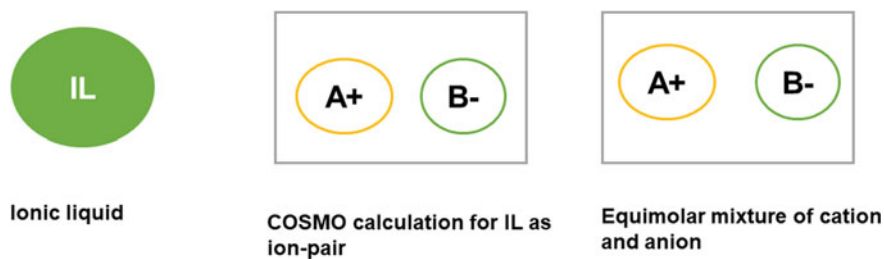 IL
A+
B-
A+
B-
Ionic liquid
COSMO calculation for IL as
ion-pair
Equimolar mixture of cation
and anion